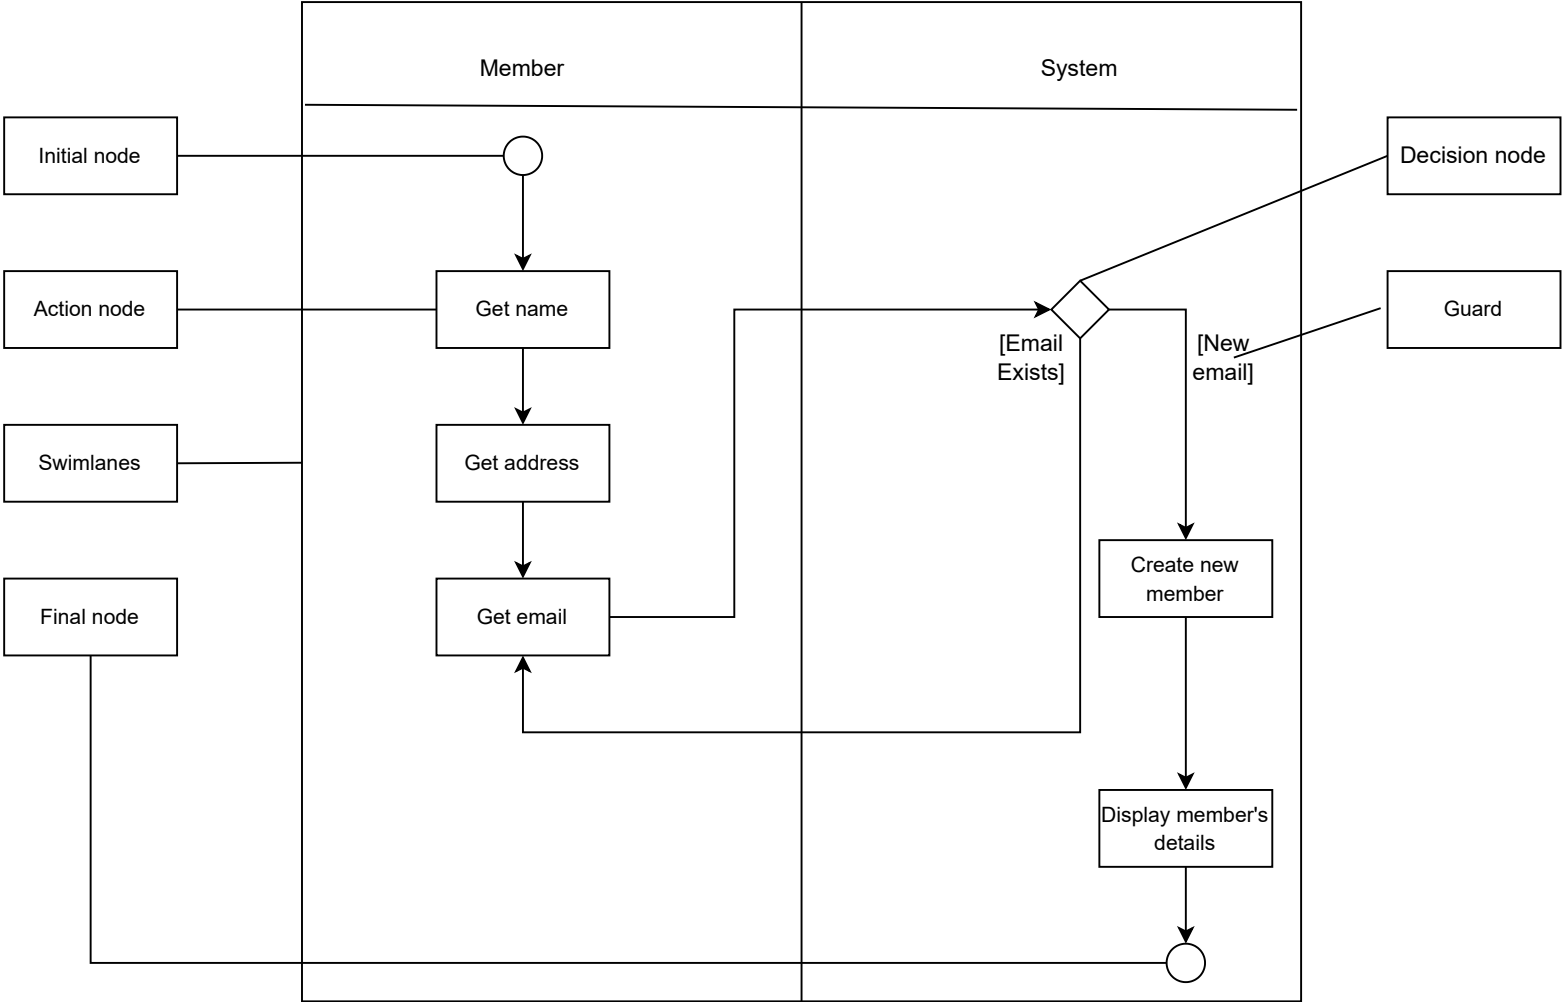 Member
System
Initial node
Decision node
Action node
Get name
Guard
[Email
Exists]
[New
email]
Swimlanes
Get address
Create new
member
Final node
Get email
Display member's
details